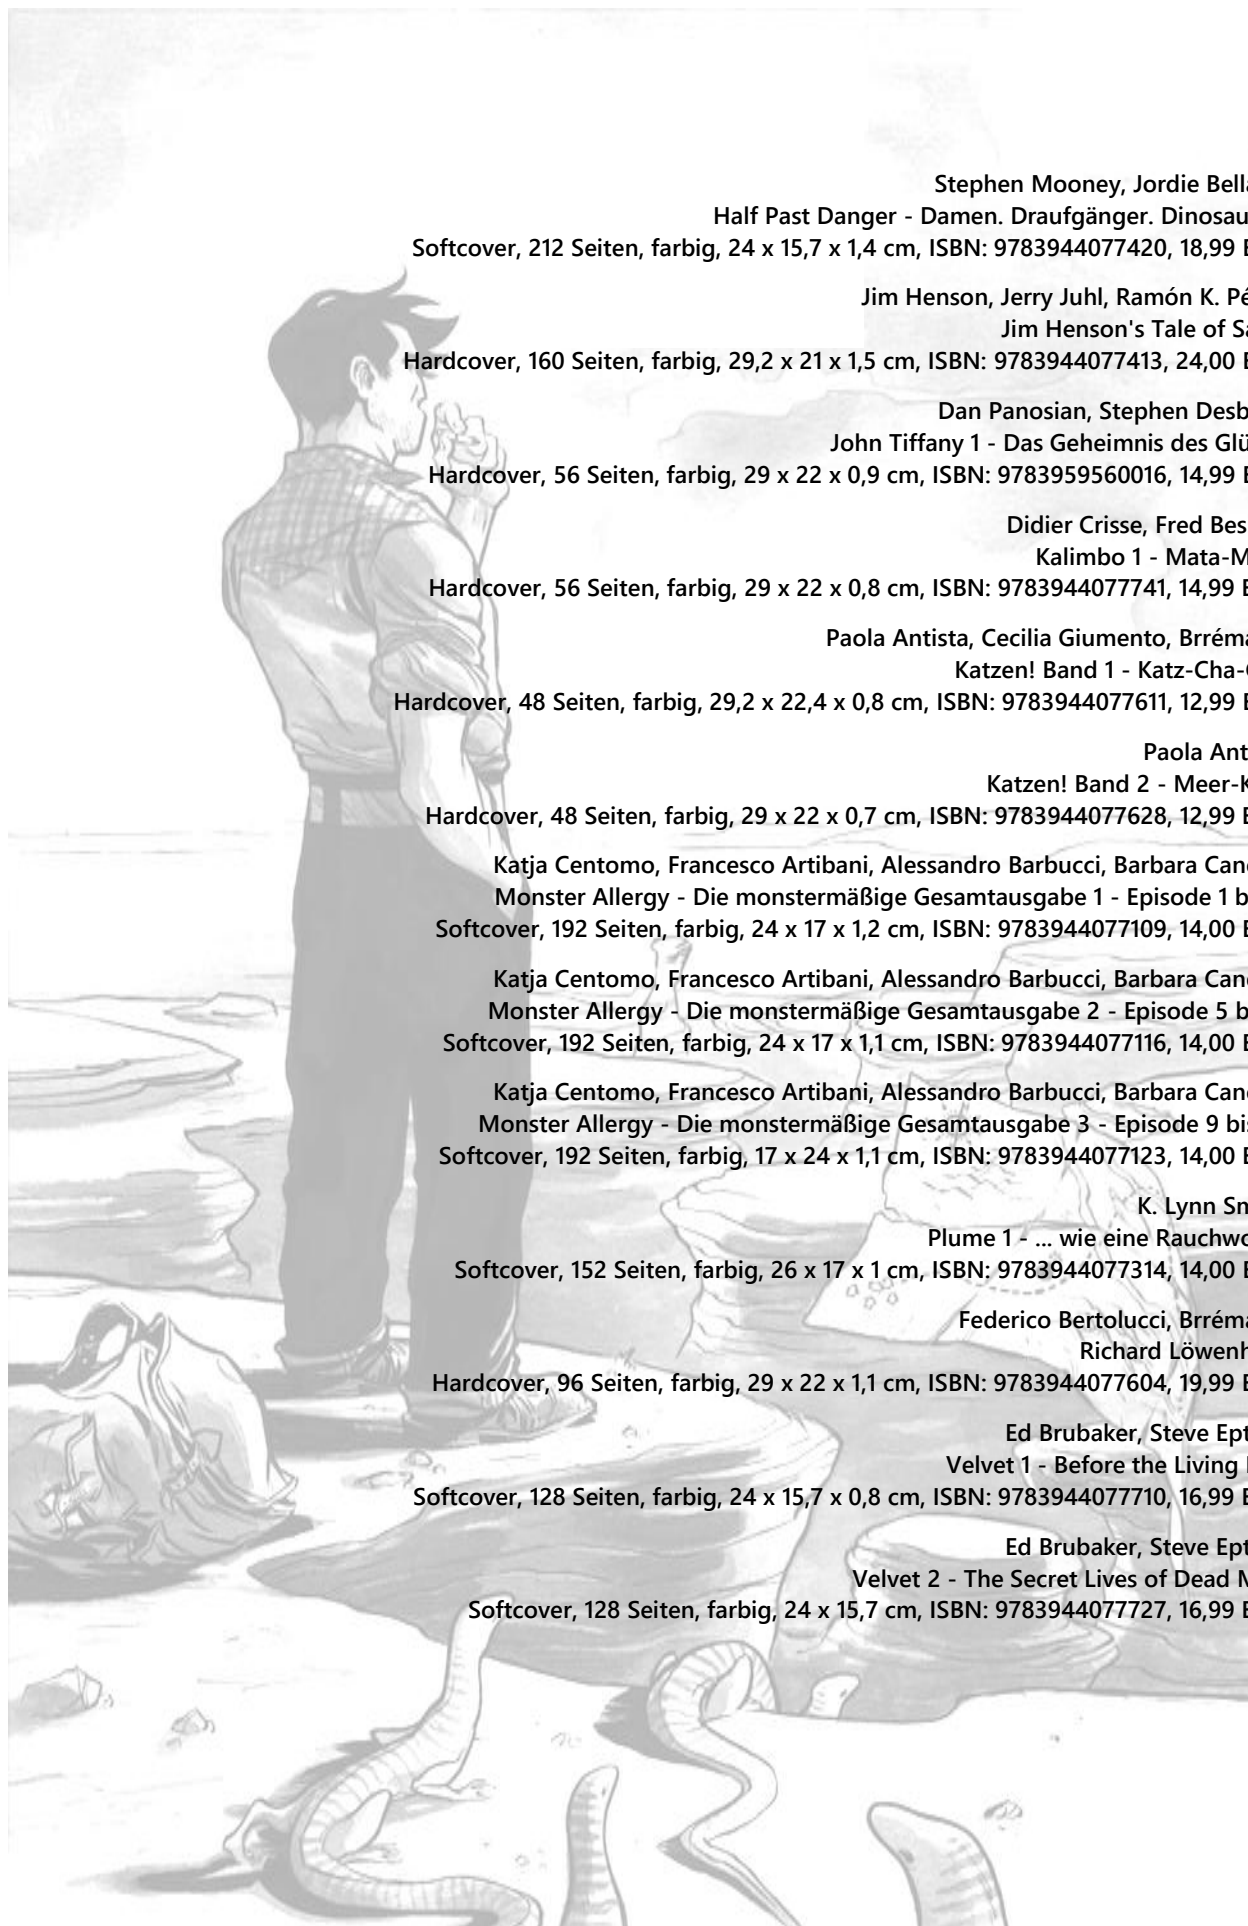 Stephen Mooney, Jordie Bella
Half Past Danger - Damen. Draufgänger. Dinosau
Softcover, 212 Seiten, farbig, 24 x 15,7 x 1,4 cm, ISBN: 9783944077420, 18,99 E
Jim Henson, Jerry Juhl, Ramón K. Pé
Jim Henson's Tale of Sa
Hardcover, 160 Seiten, farbig, 29,2 x 21 x 1,5 cm, ISBN: 9783944077413, 24,00 E
Dan Panosian, Stephen Desb
John Tiffany 1 - Das Geheimnis des Glü
Hardcover, 56 Seiten, farbig, 29 x 22 x 0,9 cm, ISBN: 9783959560016, 14,99 E
Didier Crisse, Fred Bes
Kalimbo 1 - Mata-M
Hardcover, 56 Seiten, farbig, 29 x 22 x 0,8 cm, ISBN: 9783944077741, 14,99 E
Paola Antista, Cecilia Giumento, Brréma
Katzen! Band 1 - Katz-Cha-C
Hardcover, 48 Seiten, farbig, 29,2 x 22,4 x 0,8 cm, ISBN: 9783944077611, 12,99 E
Paola Ant
Katzen! Band 2 - Meer-K
Hardcover, 48 Seiten, farbig, 29 x 22 x 0,7 cm, ISBN: 9783944077628, 12,99 E
Katja Centomo, Francesco Artibani, Alessandro Barbucci, Barbara Cane
Monster Allergy - Die monstermäßige Gesamtausgabe 1 - Episode 1 b
Softcover, 192 Seiten, farbig, 24 x 17 x 1,2 cm, ISBN: 9783944077109, 14,00 E
Katja Centomo, Francesco Artibani, Alessandro Barbucci, Barbara Cane
Monster Allergy - Die monstermäßige Gesamtausgabe 2 - Episode 5 b
Softcover, 192 Seiten, farbig, 24 x 17 x 1,1 cm, ISBN: 9783944077116, 14,00 E
Katja Centomo, Francesco Artibani, Alessandro Barbucci, Barbara Cane
Monster Allergy - Die monstermäßige Gesamtausgabe 3 - Episode 9 bis
Softcover, 192 Seiten, farbig, 17 x 24 x 1,1 cm, ISBN: 9783944077123, 14,00 E
K. Lynn Sm
Plume 1 - ... wie eine Rauchwo
Softcover, 152 Seiten, farbig, 26 x 17 x 1 cm, ISBN: 9783944077314, 14,00 E
Federico Bertolucci, Brréma
Richard Löwenh
Hardcover, 96 Seiten, farbig, 29 x 22 x 1,1 cm, ISBN: 9783944077604, 19,99 E
Ed Brubaker, Steve Ept
Velvet 1 - Before the Living
Softcover, 128 Seiten, farbig, 24 x 15,7 x 0,8 cm, ISBN: 9783944077710, 16,99 E
Ed Brubaker, Steve Ept
Velvet 2 - The Secret Lives of Dead M
Softcover, 128 Seiten, farbig, 24 x 15,7 cm, ISBN: 9783944077727, 16,99 E